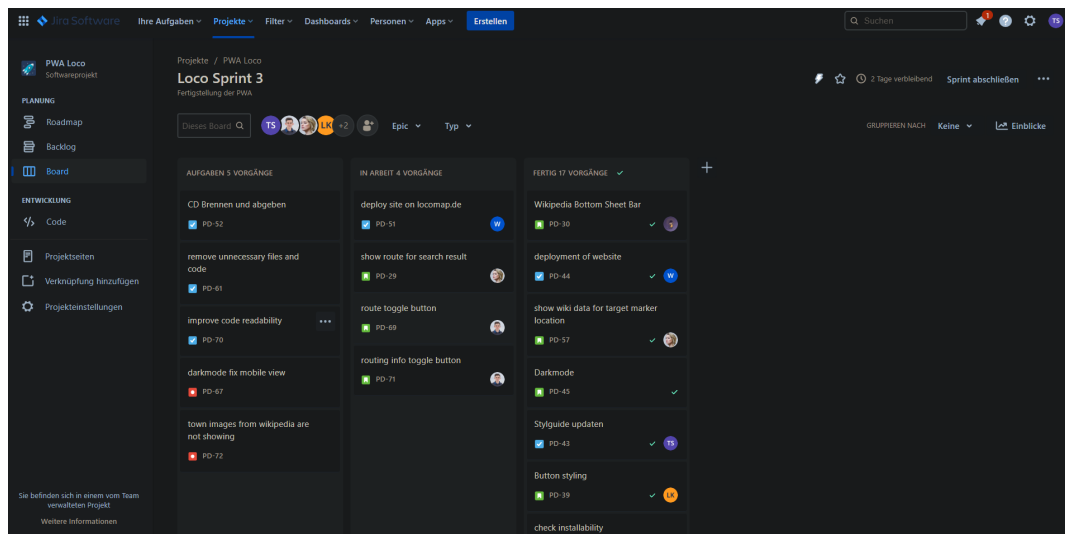 Jira Software Ihre Aufgaben Projekte Filter Dashboards Personen Apps Erstellen Suchen 1 TS
PWA Loco
Softwareprojekt
PLANUNG
Roadmap
Backlog
Board
ENTWICKLUNG
Code
Projektseiten
Verknüpfung hinzufügen
Projekteinstellungen
Sie befinden sich in einem vom Team
verwalteten Projekt
Weitere Informationen
Projekte / PWA Loco
Loco Sprint 3
Fertigstellung der PWA
2 Tage verbleibend Sprint abschließen
Dieses Board TS LK +2 Epic Typ
GRUPPIEREN NACH Keine Einblicke
AUFGABEN 5 VORGÄNGE
CD Brennen und abgeben
PD-52
remove unnecessary files and
code
PD-61
improve code readability
PD-70
darkmode fix mobile view
PD-67
town images from wikipedia are
not showing
PD-72
IN ARBEIT 4 VORGÄNGE
deploy site on locomap.de
PD-51 W
show route for search result
PD-29
route toggle button
PD-69
routing info toggle button
PD-71
FERTIG 17 VORGÄNGE
Wikipedia Bottom Sheet Bar
PD-30
deployment of website
PD-44 W
show wiki data for target marker
location
PD-57
Darkmode
PD-45
Stylguide updaten
PD-43 TS
Button styling
PD-39 LK
check installability